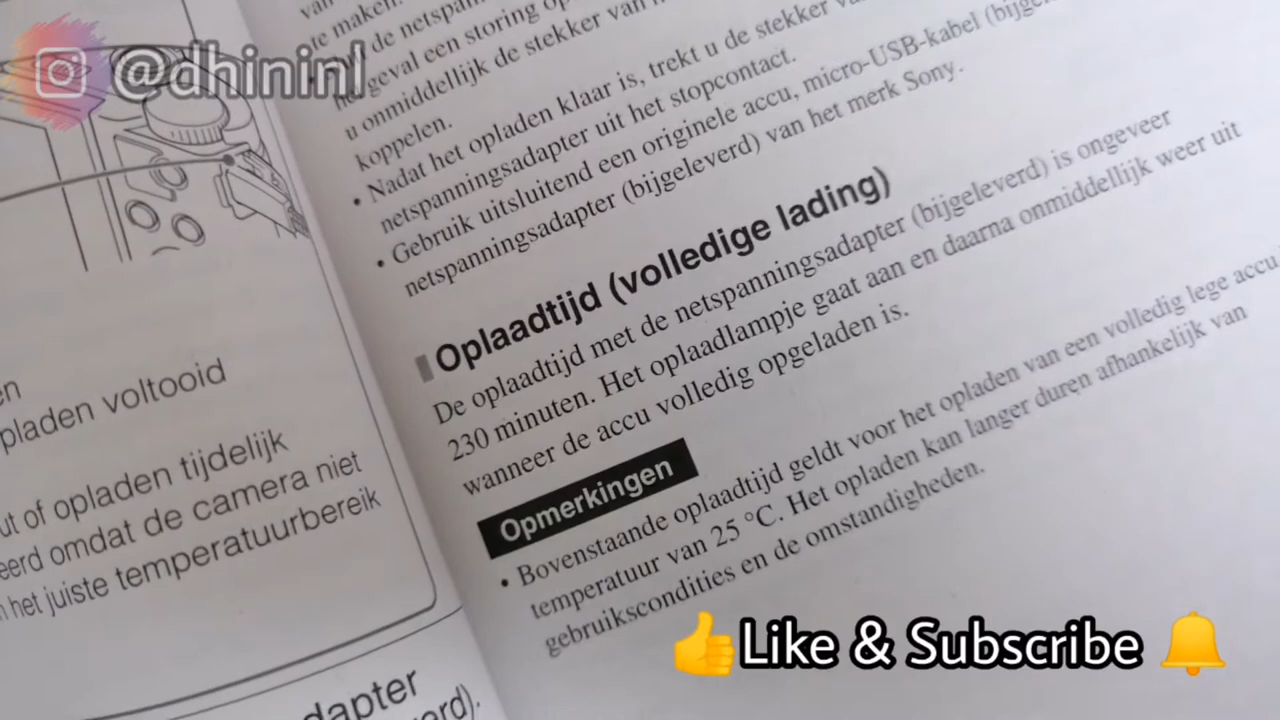 @dhininl
te maken.
de netspan
geval een storing op
u onmiddellijk de stekker van
koppelen.
• Nadat het opladen klaar is, trekt u de stekker
netspanningsadapter uit het stopcontact.
• Gebruik uitsluitend een originele accu, micro-USB-kabel
netspanningsadapter (bijgeleverd) van het merk Sony.
Oplaadtijd (volledige lading)
De oplaadtijd met de netspanningsadapter (bijgeleverd) is ongeveer
230 minuten. Het oplaadlampje gaat aan en daarna onmiddellijk weer uit
wanneer de accu volledig opgeladen is.
Opmerkingen
• Bovenstaande oplaadtijd geldt voor het opladen van een volledig lege accu
temperatuur van 25 °C. Het opladen kan langer duren afhankelijk van
gebruikscondities en de omstandigheden.
en
pladen voltooid
ut of opladen tijdelijk
eerd omdat de camera niet
het juiste temperatuurbereik
dapter
erd).
Like & Subscribe